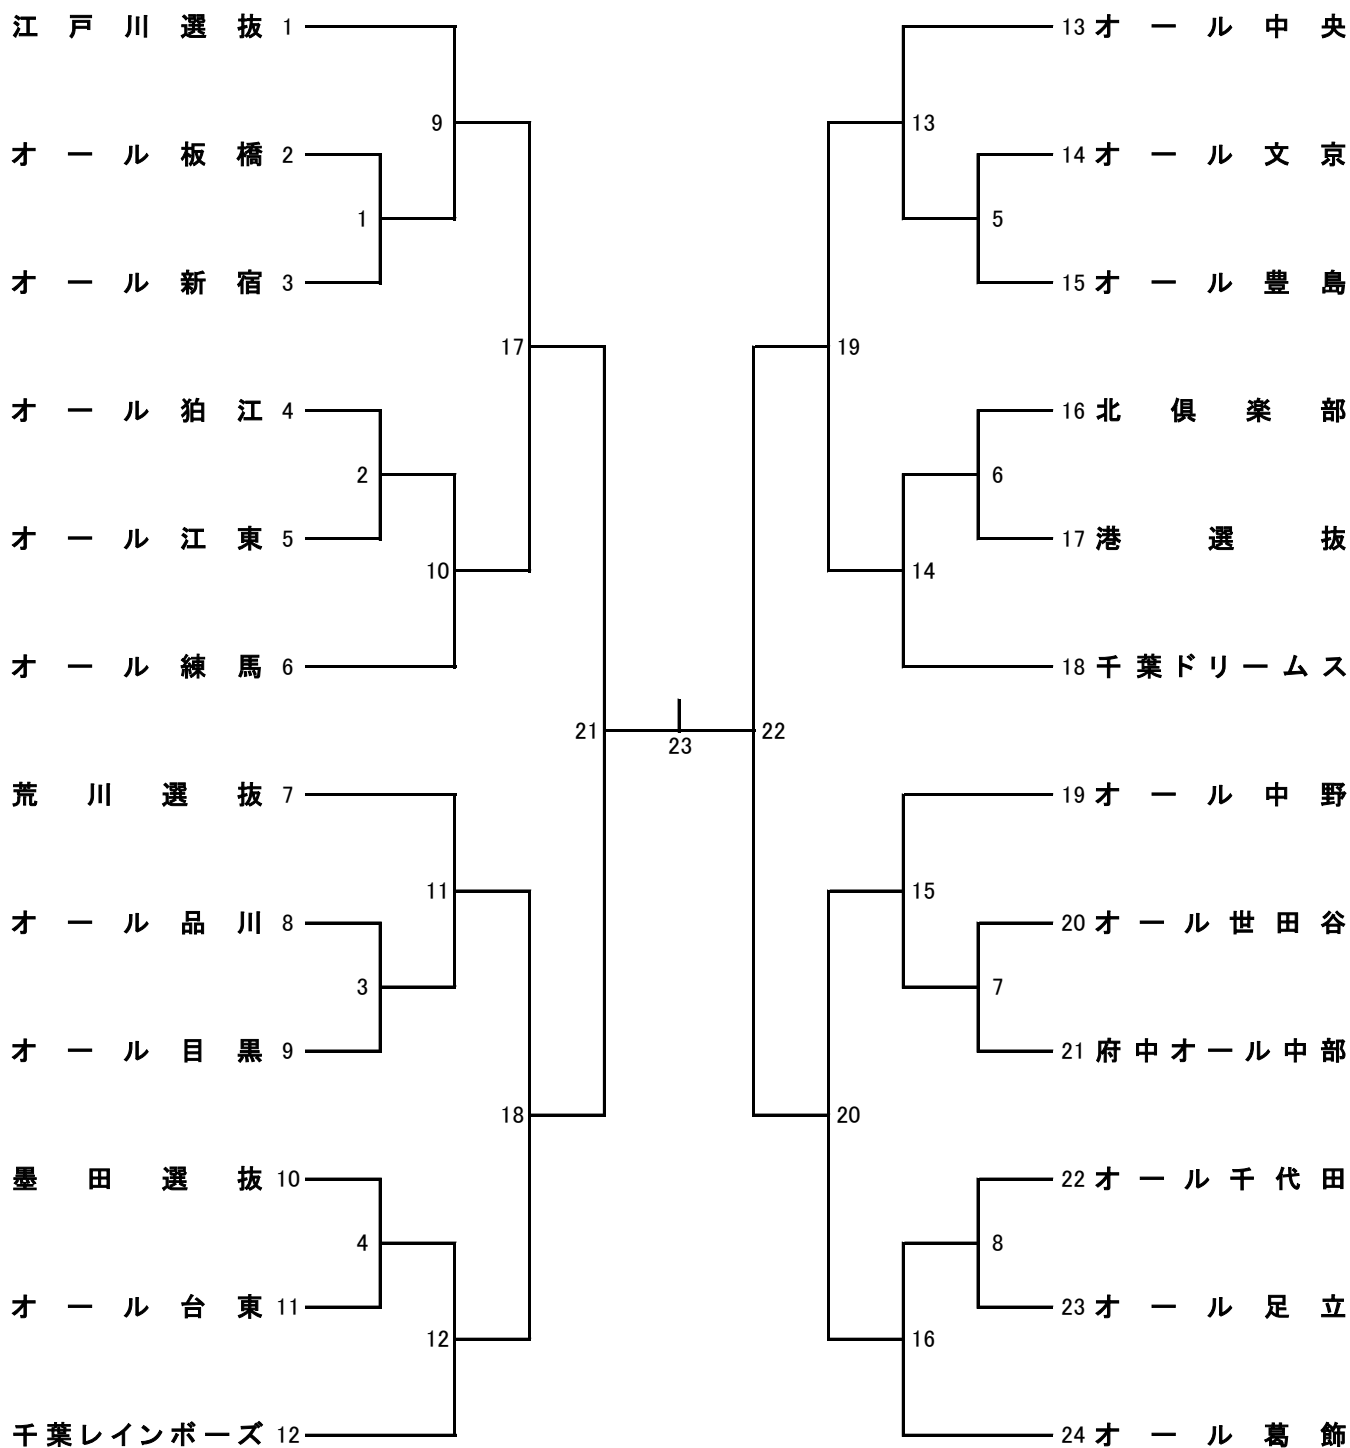 江戸川選抜 1
9
オール板橋 2
1
オール新宿 3
17
オール狛江 4
2
オール江東 5
10
オール練馬 6
21
荒川選抜 7
11
オール品川 8
3
オール目黒 9
18
墨田選抜 10
4
オール台東 11
12
千葉レインボーズ 12
23
13 オール中央
13
14 オール文京
5
15 オール豊島
19
16 北倶楽部
6
17 港選抜
14
18 千葉ドリームス
22
19 オール中野
15
20 オール世田谷
7
21 府中オール中部
20
22 オール千代田
8
23 オール足立
16
24 オール葛飾